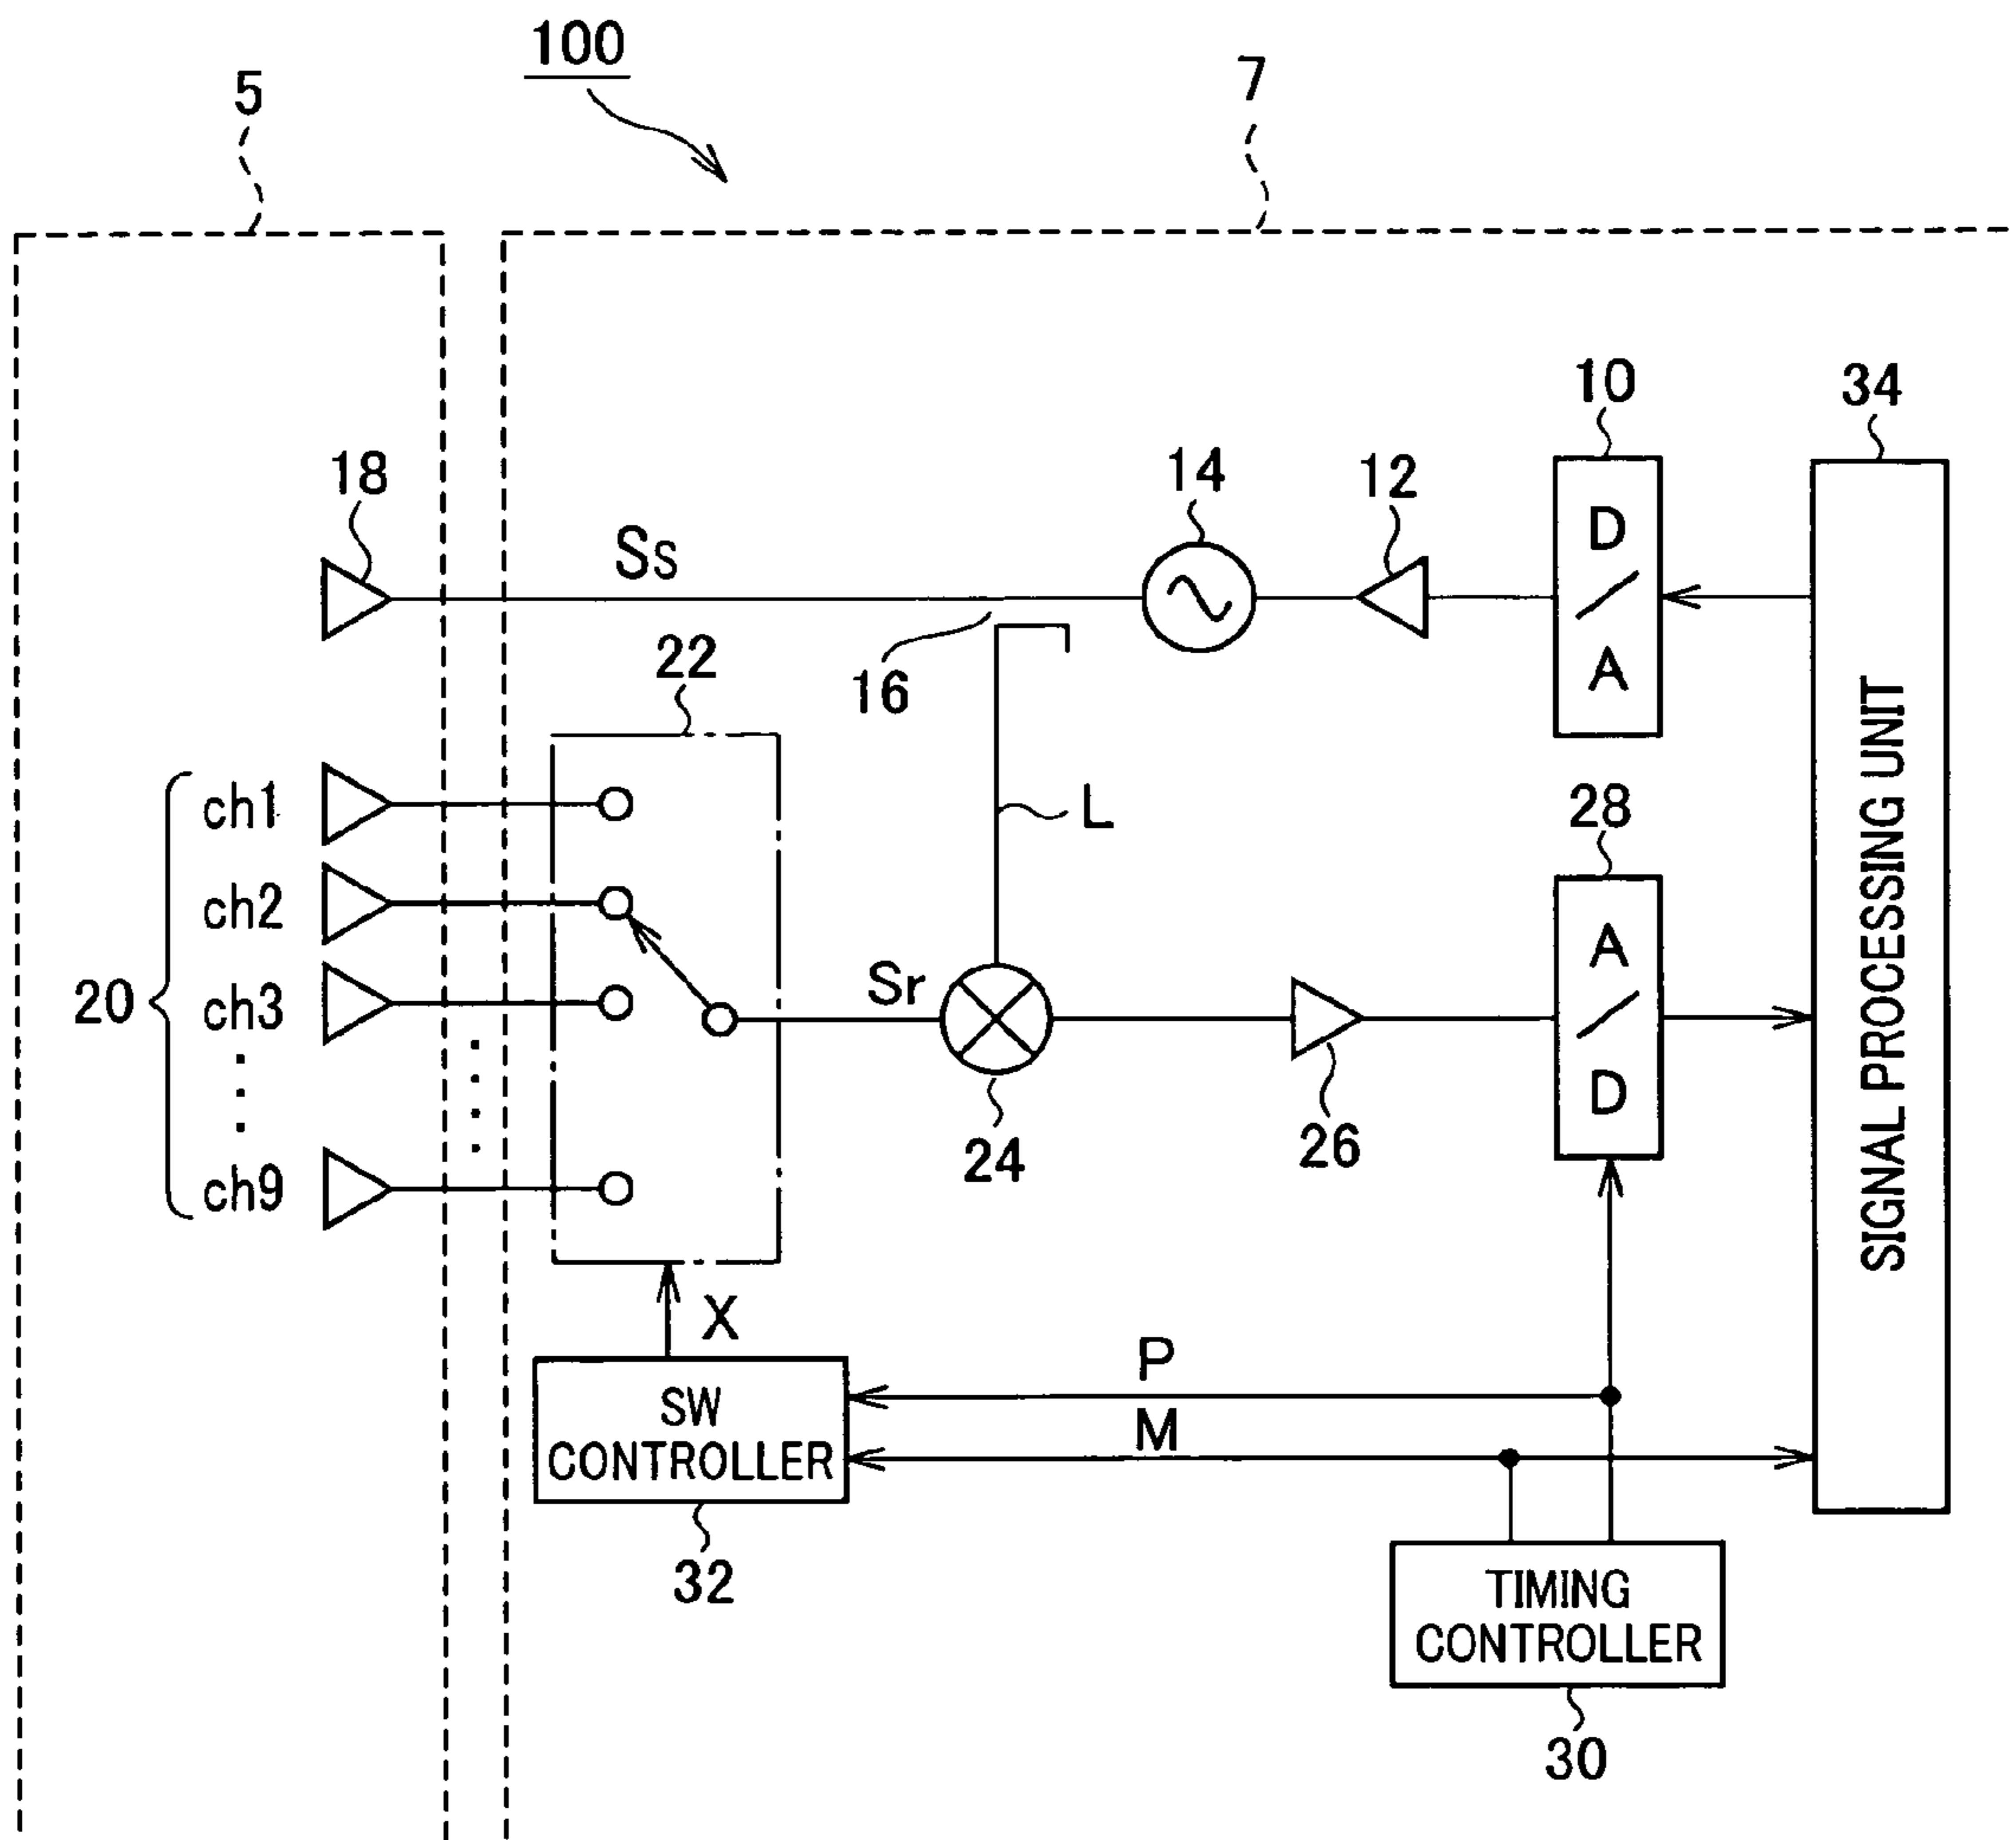 100
5
7
10
34
18
14
12
Ss
D
/
A
22
16
ch1
L
28
ch2
20
ch3
Sr
A
/
D
SIGNAL PROCESSING UNIT
24
26
ch9
X
P
SW
CONTROLLER
M
32
TIMING
CONTROLLER
30